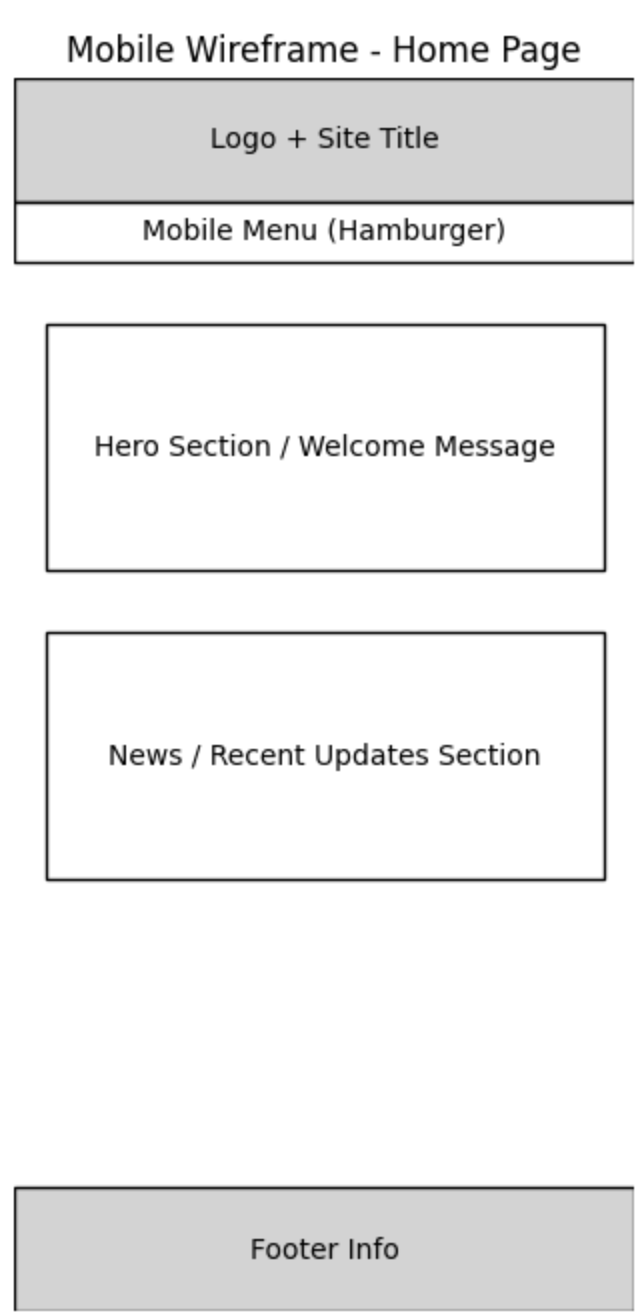 Mobile Wireframe - Home Page
Logo + Site Title
Mobile Menu (Hamburger)
Hero Section / Welcome Message
News / Recent Updates Section
Footer Info